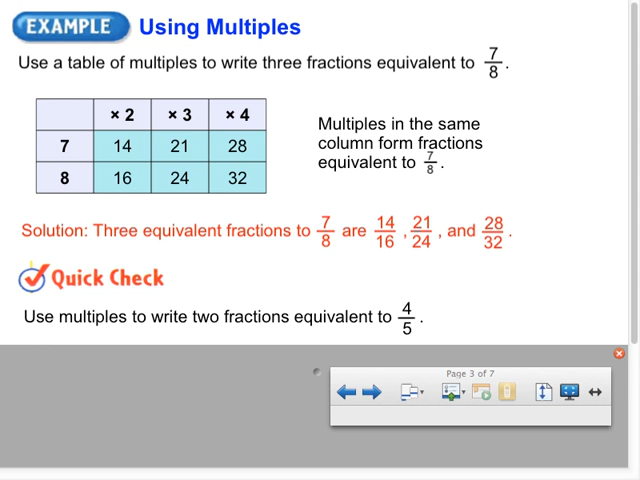 EXAMPLE Using Multiples
Use a table of multiples to write three fractions equivalent to 7/8.
× 2 × 3 × 4
7 14 21 28
8 16 24 32
Multiples in the same
column form fractions
equivalent to 7/8.
Solution: Three equivalent fractions to 7/8 are 14/16, 21/24, and 28/32.
Quick Check
Use multiples to write two fractions equivalent to 4/5.
Page 3 of 7